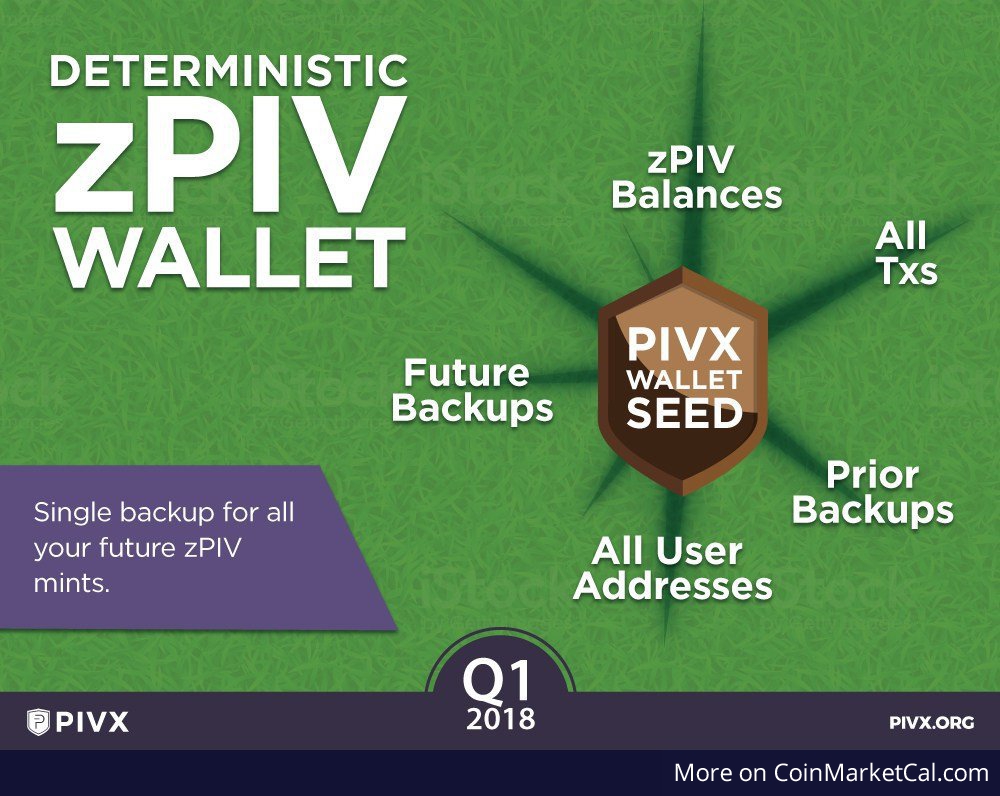 DETERMINISTIC
zPIV
WALLET
zPIV
Balances
All
Txs
PIVX
WALLET
SEED
Future
Backups
Prior
Backups
All User
Addresses
Single backup for all
your future zPIV
mints.
Q1
2018
PIVX
PIVX.ORG
More on CoinMarketCal.com